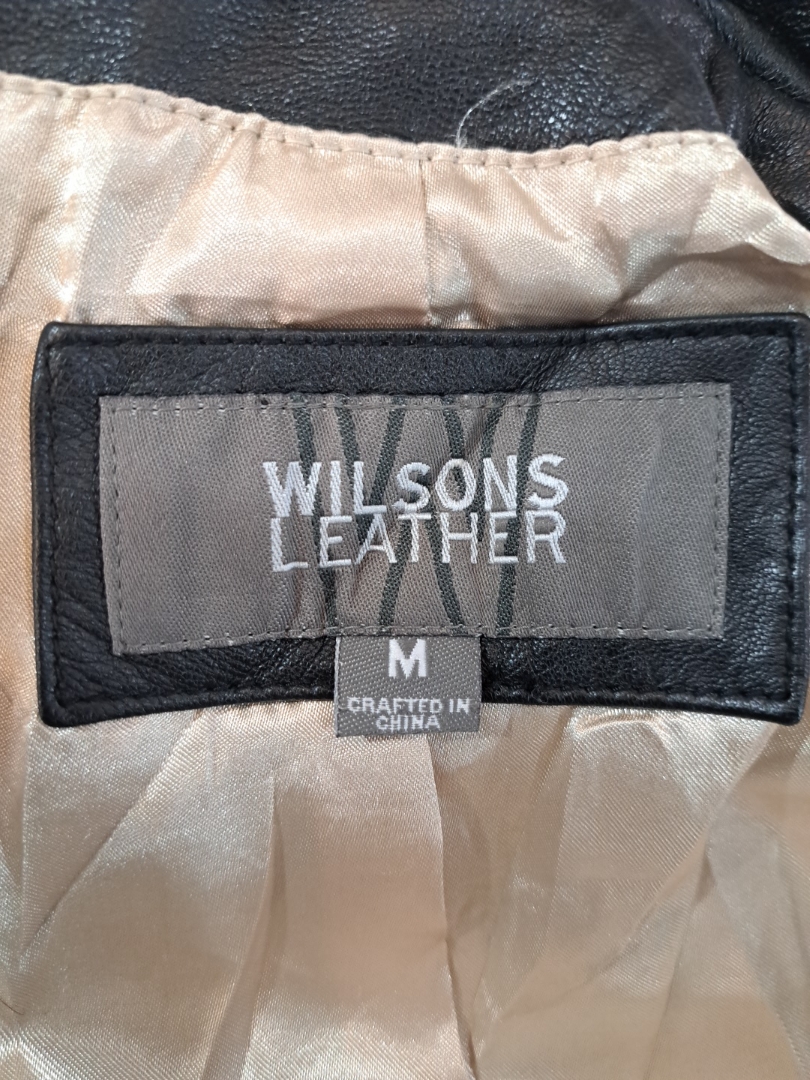 WILSONS
LEATHER
M
CRAFTED IN
CHINA